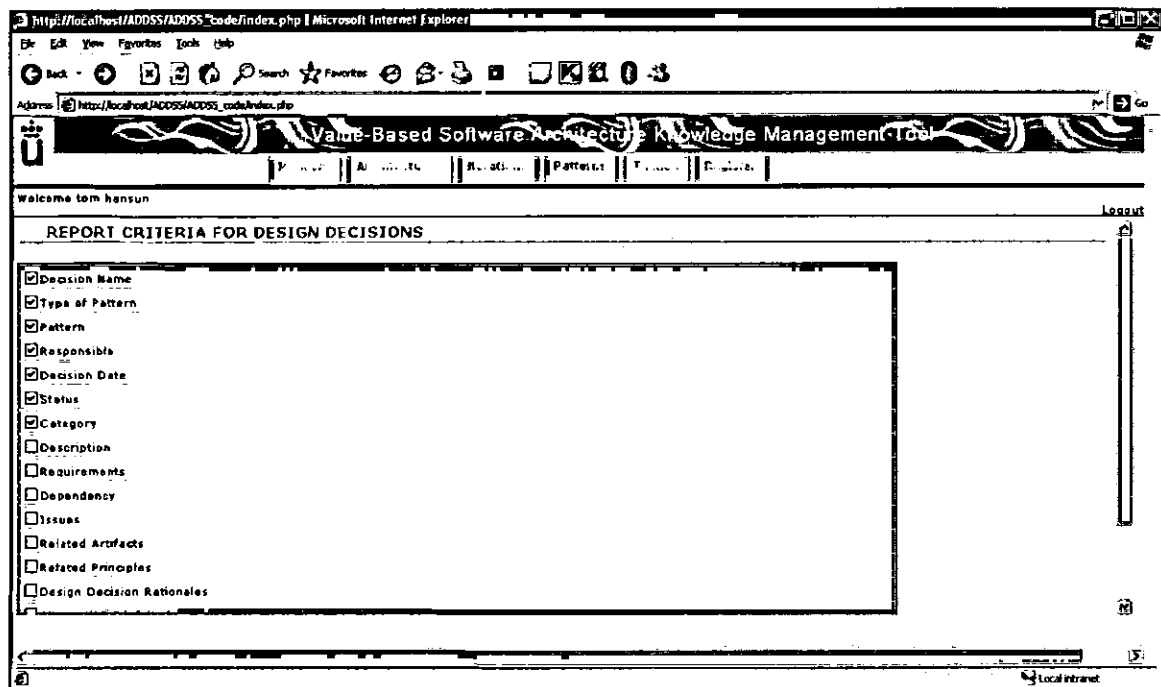 http://localhost/ADDSS/ADDSS_code/index.php | Microsoft Internet Explorer
File Edit View Favorites Tools Help
Back Search Favorites
Address http://localhost/ADDSS/ADDSS_code/index.php Go
Value-Based Software Architecture Knowledge Management Tool
Patterns
Welcome tom hansun
Logout
REPORT CRITERIA FOR DESIGN DECISIONS
Decision Name
Type of Pattern
Pattern
Responsible
Decision Date
Status
Category
Description
Requirements
Dependency
Issues
Related Artifacts
Related Principles
Design Decision Rationales
Local intranet